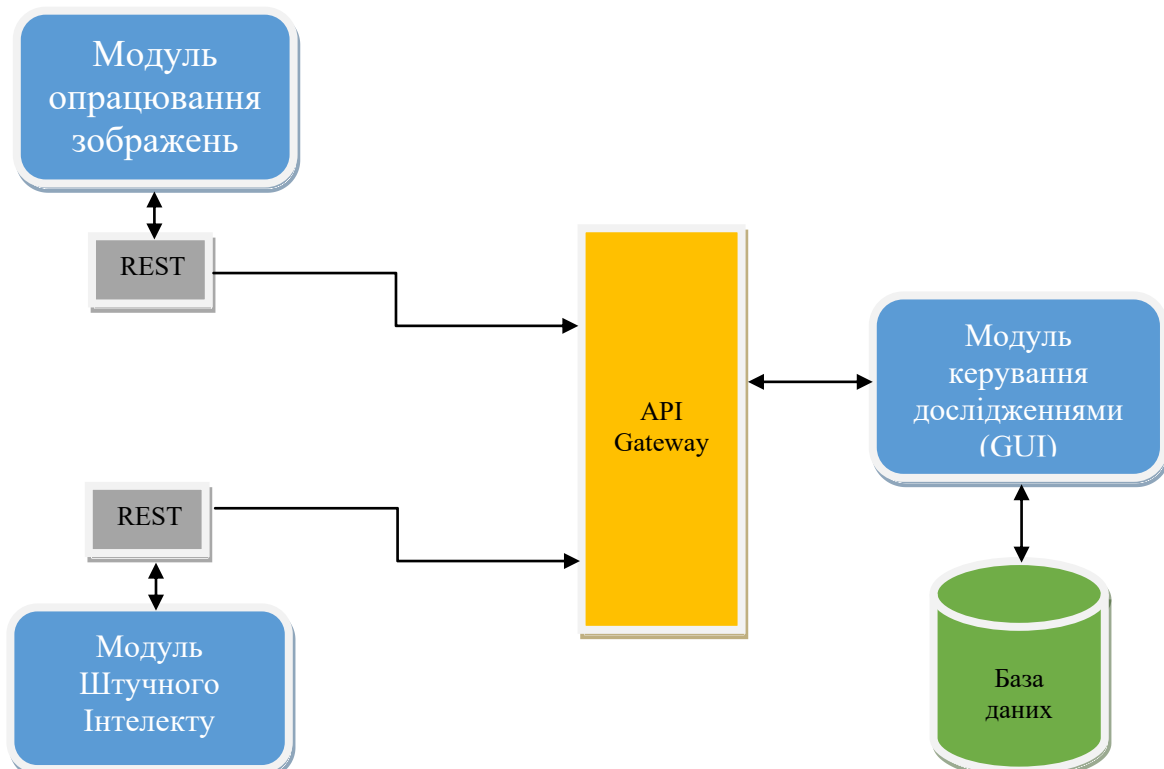 Модуль
опрацювання
зображень
REST
API
Gateway
Модуль
керування
дослідженнями
(GUI)
REST
Модуль
Штучного
Інтелекту
База
даних